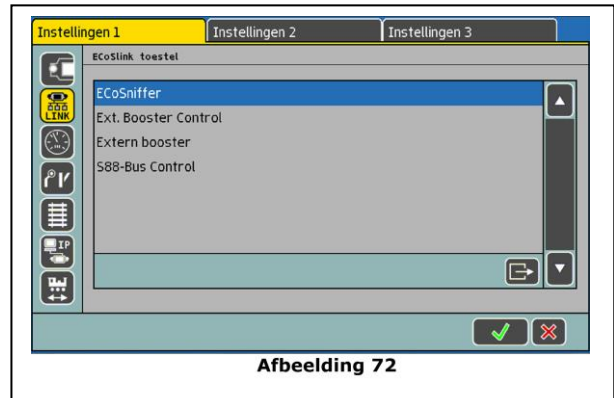 Instellingen 1 Instellingen 2 Instellingen 3
ECoSlink toestel
ECoSniffer
LINK
Ext. Booster Control
Extern booster
S88-Bus Control
IP
Afbeelding 72